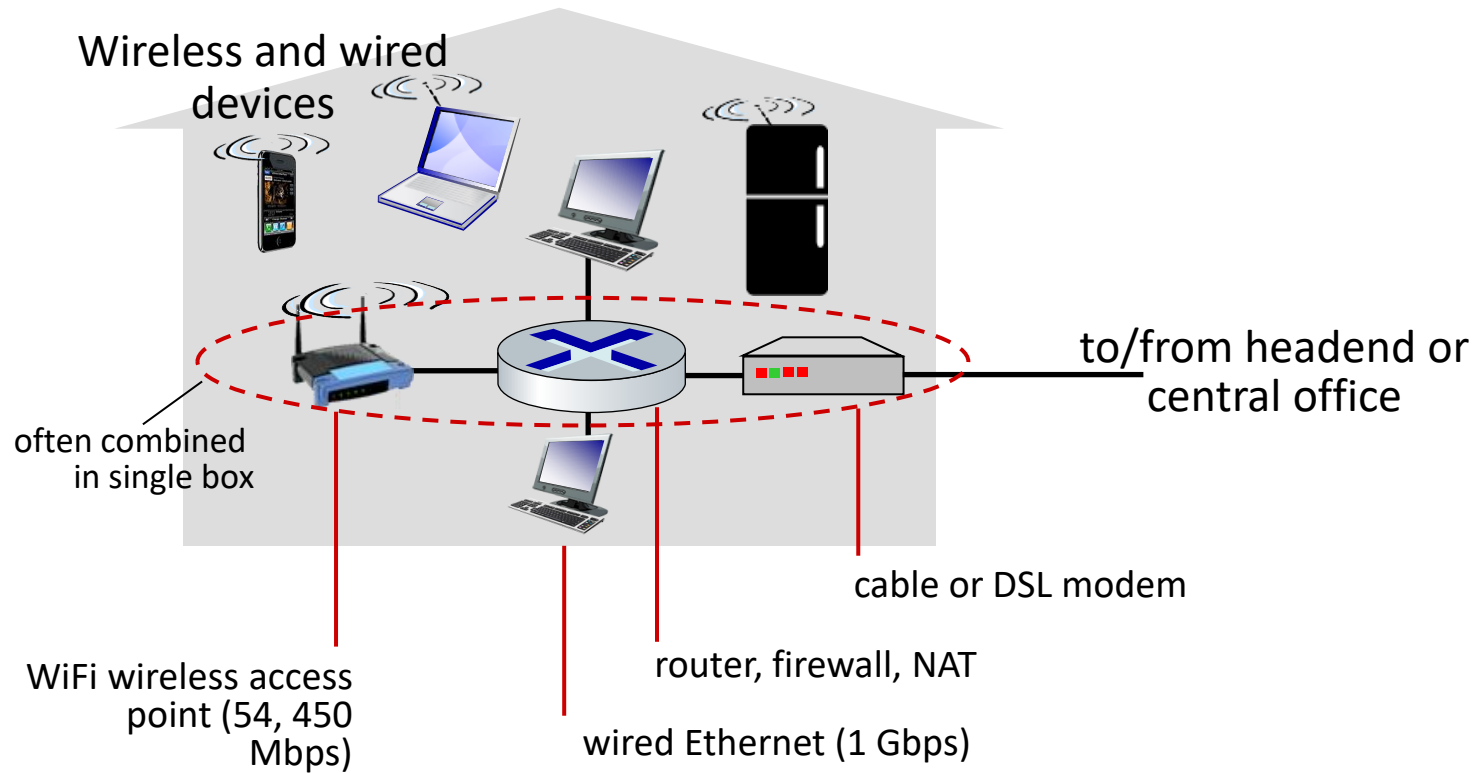 Wireless and wired
devices
to/from headend or
central office
often combined
in single box
cable or DSL modem
router, firewall, NAT
WiFi wireless access
point (54, 450
Mbps)
wired Ethernet (1 Gbps)